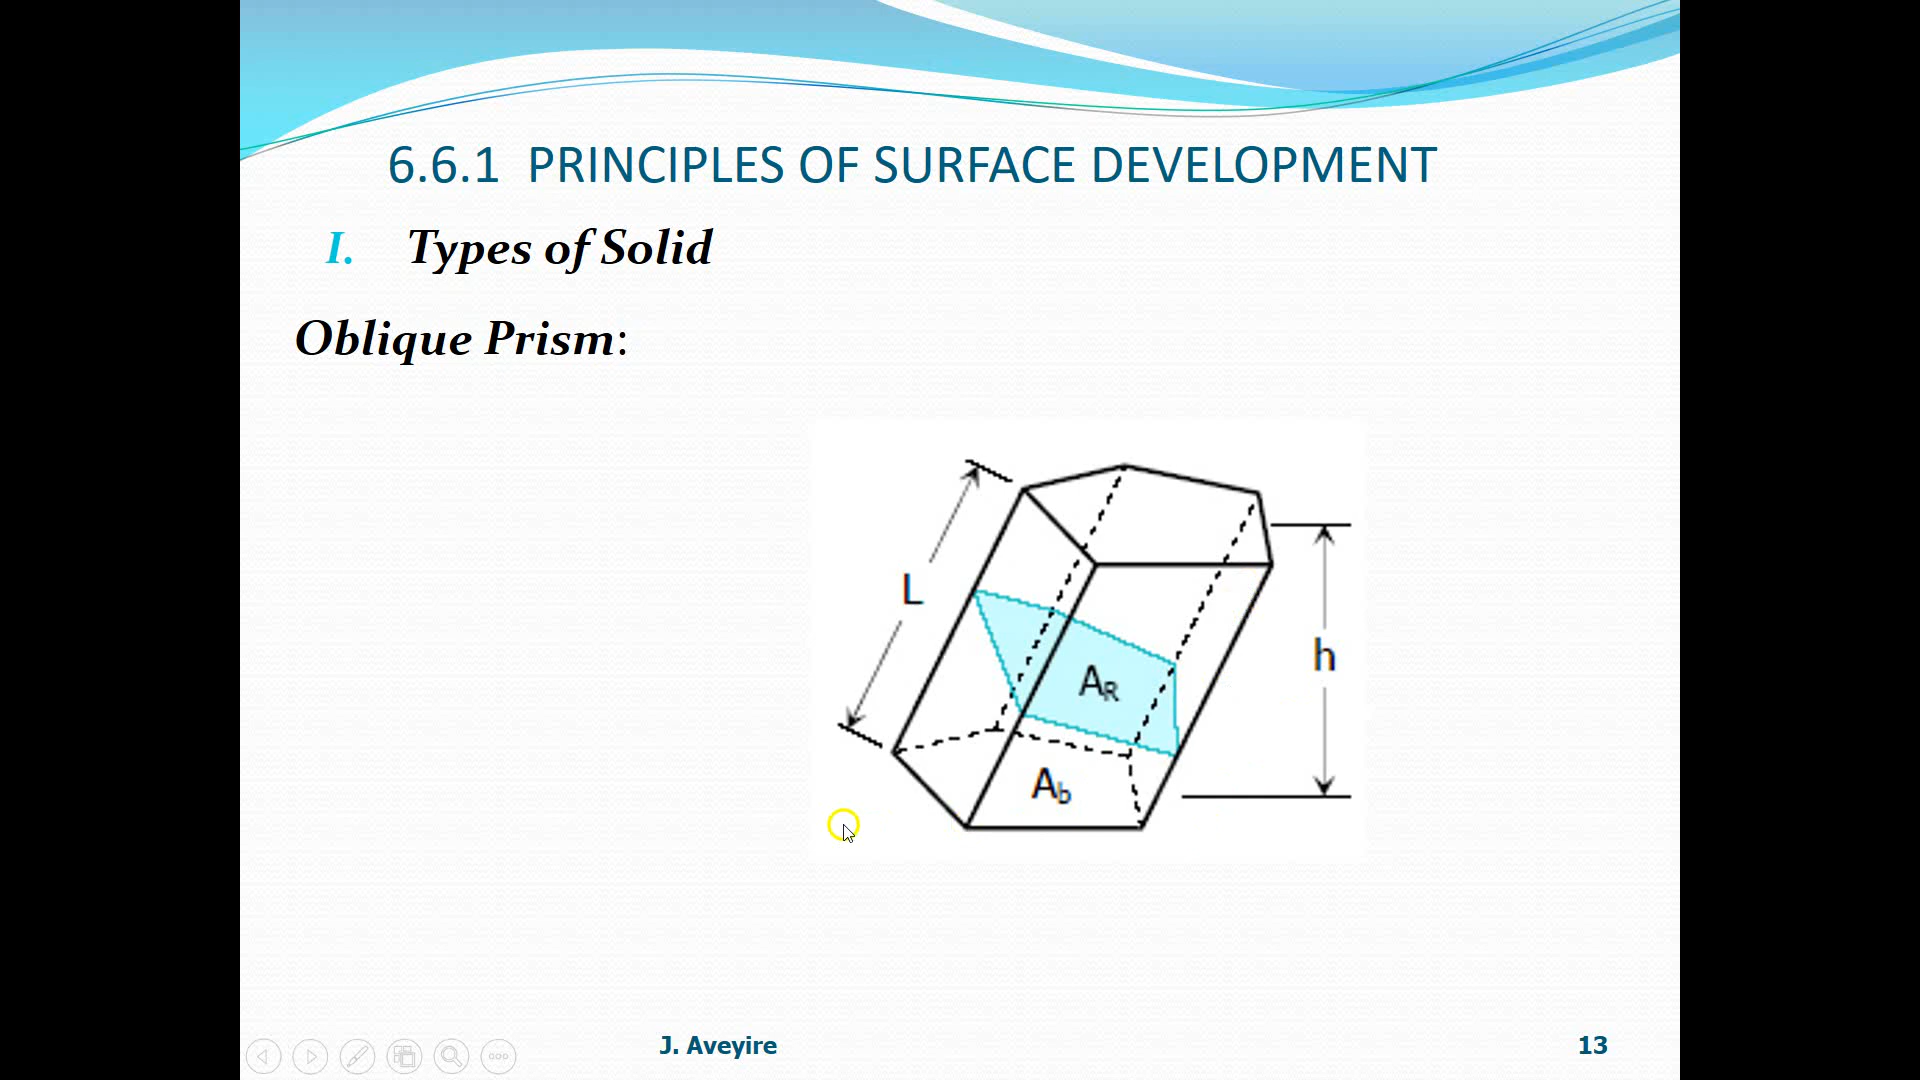 6.6.1 PRINCIPLES OF SURFACE DEVELOPMENT
I. Types of Solid
Oblique Prism:
L
h
AR
Ab
J. Aveyire
13